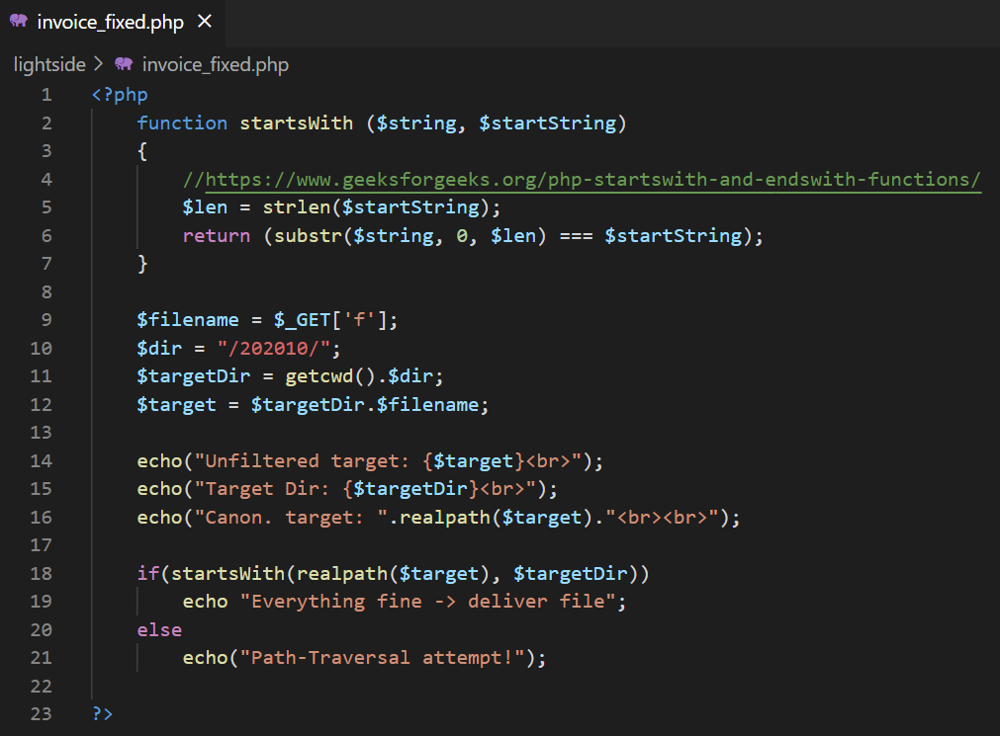 invoice_fixed.php ×
lightside > invoice_fixed.php
1 <?php
2     function startsWith ($string, $startString)
3     {
4         //https://www.geeksforgeeks.org/php-startswith-and-endswith-functions/
5         $len = strlen($startString);
6         return (substr($string, 0, $len) === $startString);
7     }
8
9     $filename = $_GET['f'];
10     $dir = "/202010/";
11     $targetDir = getcwd().$dir;
12     $target = $targetDir.$filename;
13
14     echo("Unfiltered target: {$target}<br>");
15     echo("Target Dir: {$targetDir}<br>");
16     echo("Canon. target: ".realpath($target)."<br><br>");
17
18     if(startsWith(realpath($target), $targetDir))
19         echo "Everything fine -> deliver file";
20     else
21         echo("Path-Traversal attempt!");
22
23 ?>